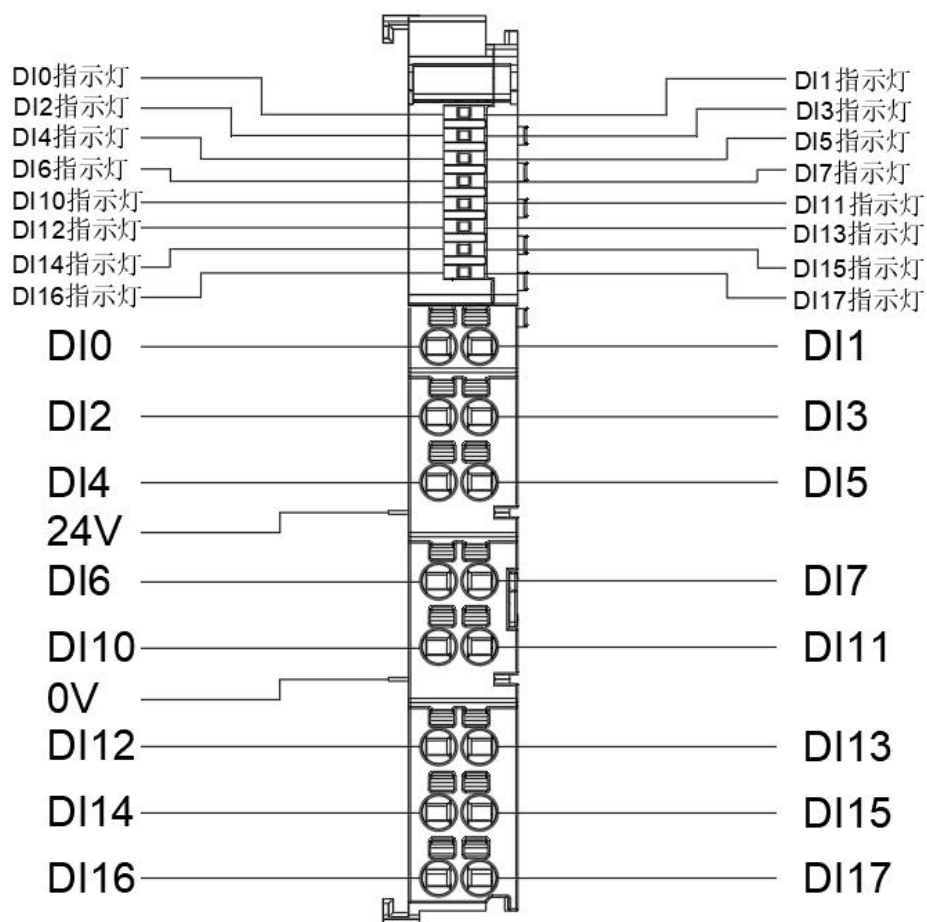 DI0指示灯 DI1指示灯
DI2指示灯 DI3指示灯
DI4指示灯 DI5指示灯
DI6指示灯 DI7指示灯
DI10指示灯 DI11指示灯
DI12指示灯 DI13指示灯
DI14指示灯 DI15指示灯
DI16指示灯 DI17指示灯
DI0 DI1
DI2 DI3
DI4 DI5
24V
DI6 DI7
DI10 DI11
0V
DI12 DI13
DI14 DI15
DI16 DI17